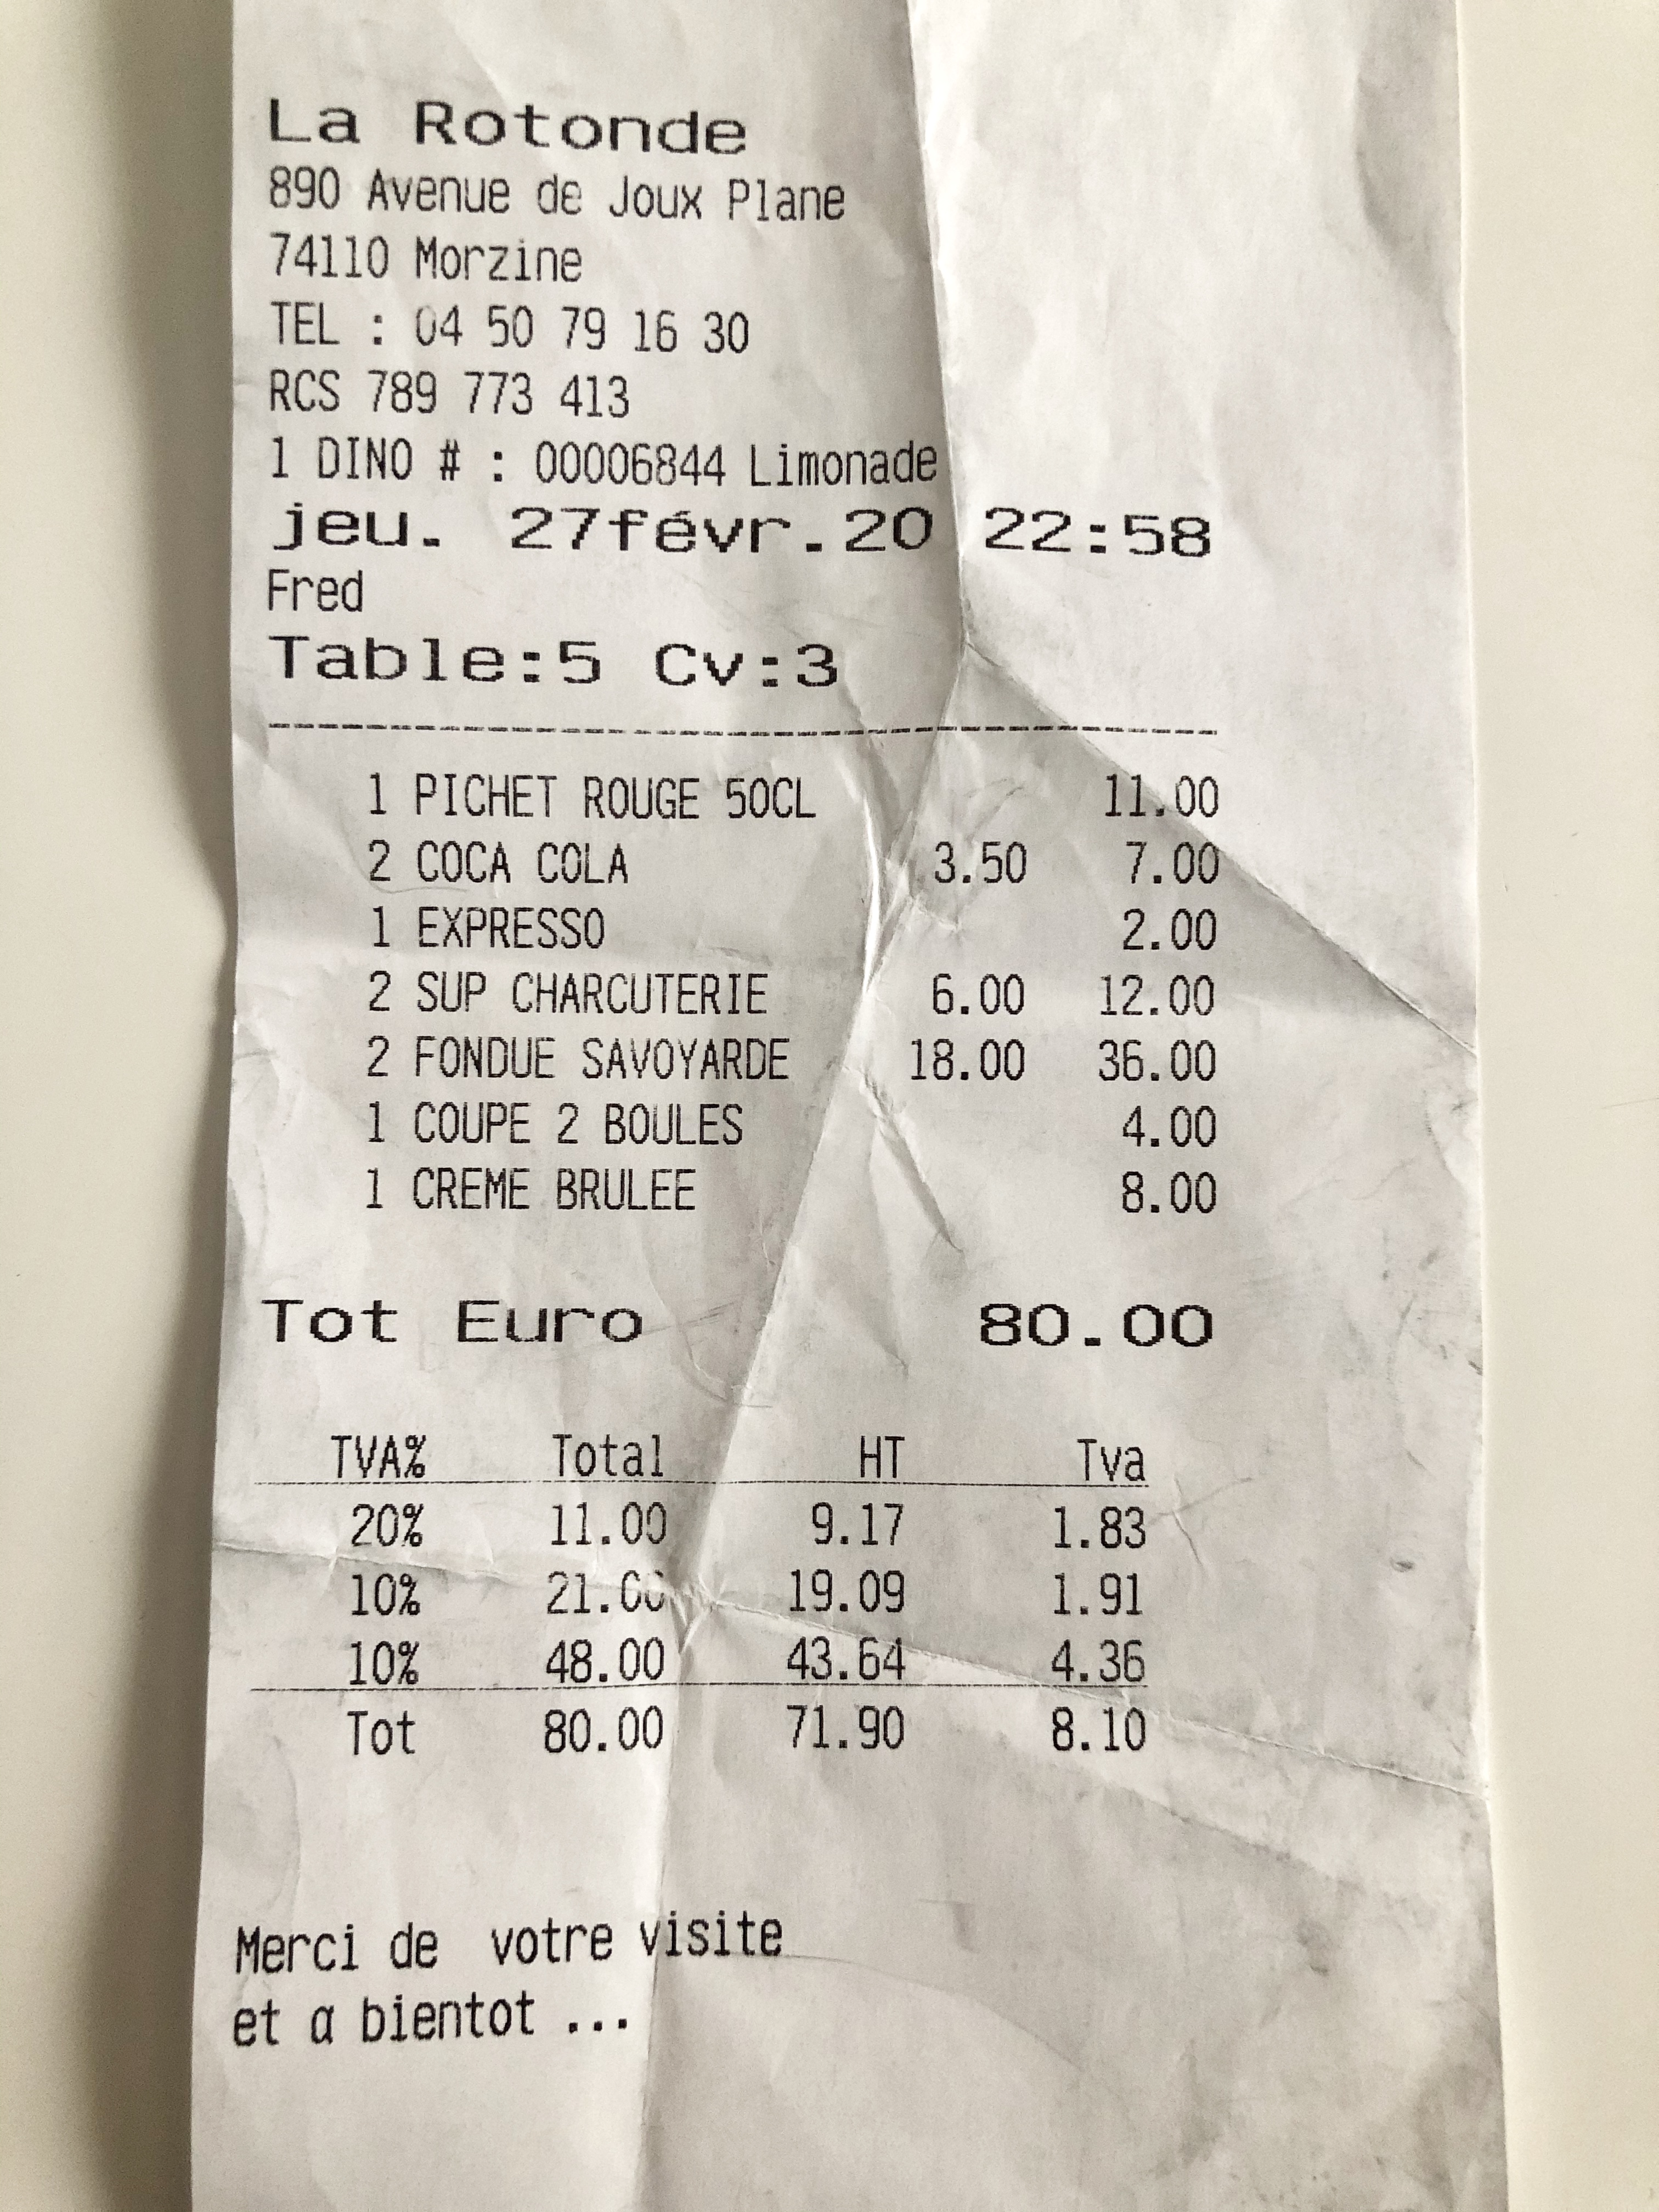 La Rotonde
890 Avenue de Joux Plane
74110 Morzine
TEL : 04 50 79 16 30
RCS 789 773 413
1 DINO # : 00006844 Limonade
jeu. 27févr.20 22:58
Fred
Table:5 Cv:3
1 PICHET ROUGE 50CL 11.00
2 COCA COLA 3.50 7.00
1 EXPRESSO 2.00
2 SUP CHARCUTERIE 6.00 12.00
2 FONDUE SAVOYARDE 18.00 36.00
1 COUPE 2 BOULES 4.00
1 CREME BRULEE 8.00
Tot Euro 80.00
TVA% Total HT Tva
20% 11.00 9.17 1.83
10% 21.00 19.09 1.91
10% 48.00 43.64 4.36
Tot 80.00 71.90 8.10
Merci de votre visite
et a bientot ...